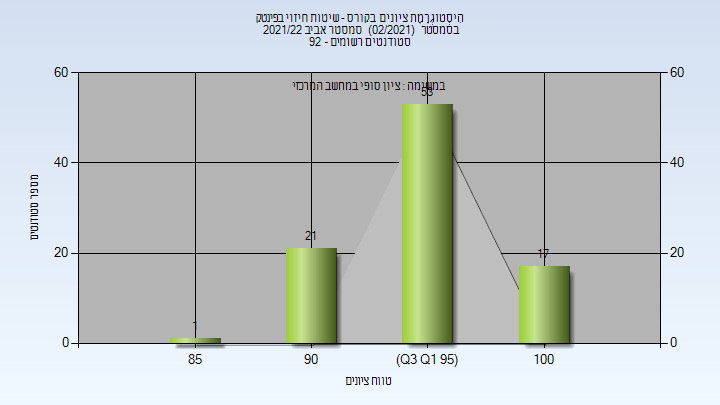 היסטוגרמת ציונים בקורס - שיטות חיזוי בפינטק
בסמסטר (02/2021) סמסטר אביב 2021/22
סטודנטים רשומים - 92
במשימה : ציון סופי במחשב המרכזי
60 60
40 40
20 20
0 0
1
21
53
17
85 90 (Q3 Q1 95) 100
מספר סטודנטים
טווח ציונים